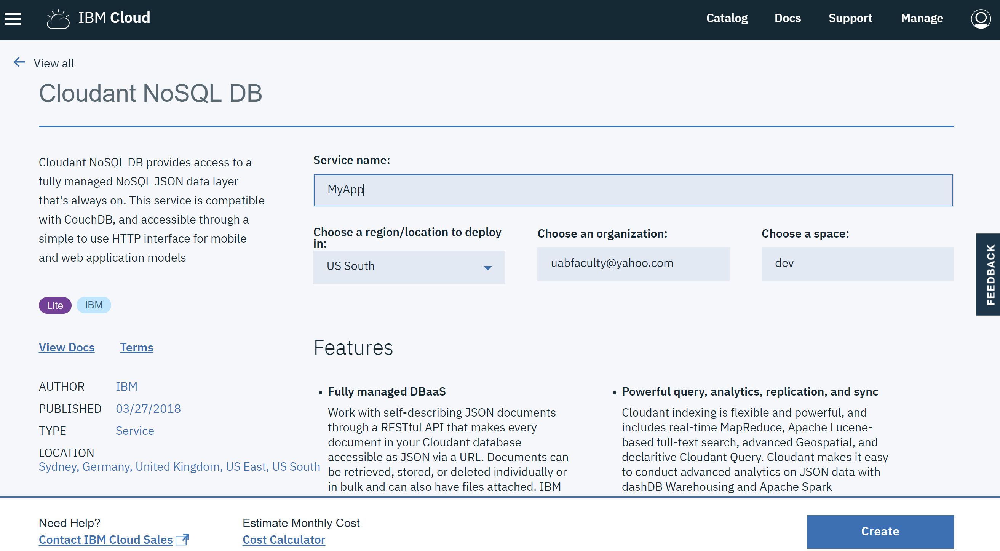 IBM Cloud
Catalog Docs Support Manage
View all
Cloudant NoSQL DB
Cloudant NoSQL DB provides access to a
fully managed NoSQL JSON data layer
that's always on. This service is compatible
with CouchDB, and accessible through a
simple to use HTTP interface for mobile
and web application models
Lite IBM
View Docs Terms
AUTHOR IBM
PUBLISHED 03/27/2018
TYPE Service
LOCATION
Sydney, Germany, United Kingdom, US East, US South
Service name:
MyApp
Choose a region/location to deploy
in:
US South
Choose an organization:
uabfaculty@yahoo.com
Choose a space:
dev
Features
• Fully managed DBaaS
Work with self-describing JSON documents
through a RESTful API that makes every
document in your Cloudant database
accessible as JSON via a URL. Documents can
be retrieved, stored, or deleted individually or
in bulk and can also have files attached. IBM
• Powerful query, analytics, replication, and sync
Cloudant indexing is flexible and powerful, and
includes real-time MapReduce, Apache Lucene-
based full-text search, advanced Geospatial, and
declaritive Cloudant Query. Cloudant makes it easy
to conduct advanced analytics on JSON data with
dashDB Warehousing and Apache Spark
FEEDBACK
Need Help?
Contact IBM Cloud Sales
Estimate Monthly Cost
Cost Calculator
Create